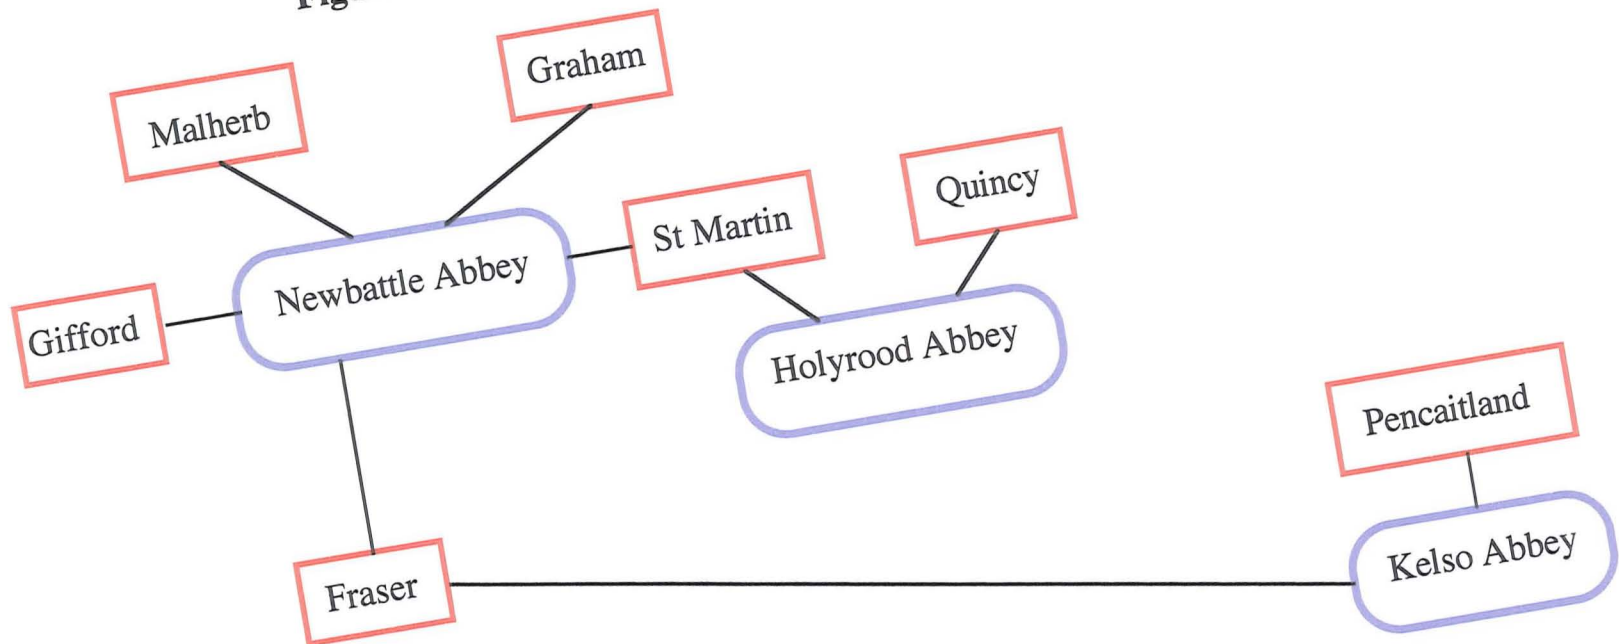 Graham
Malherb
Quincy
St Martin
Newbattle Abbey
Gifford
Holyrood Abbey
Pencaitland
Kelso Abbey
Fraser